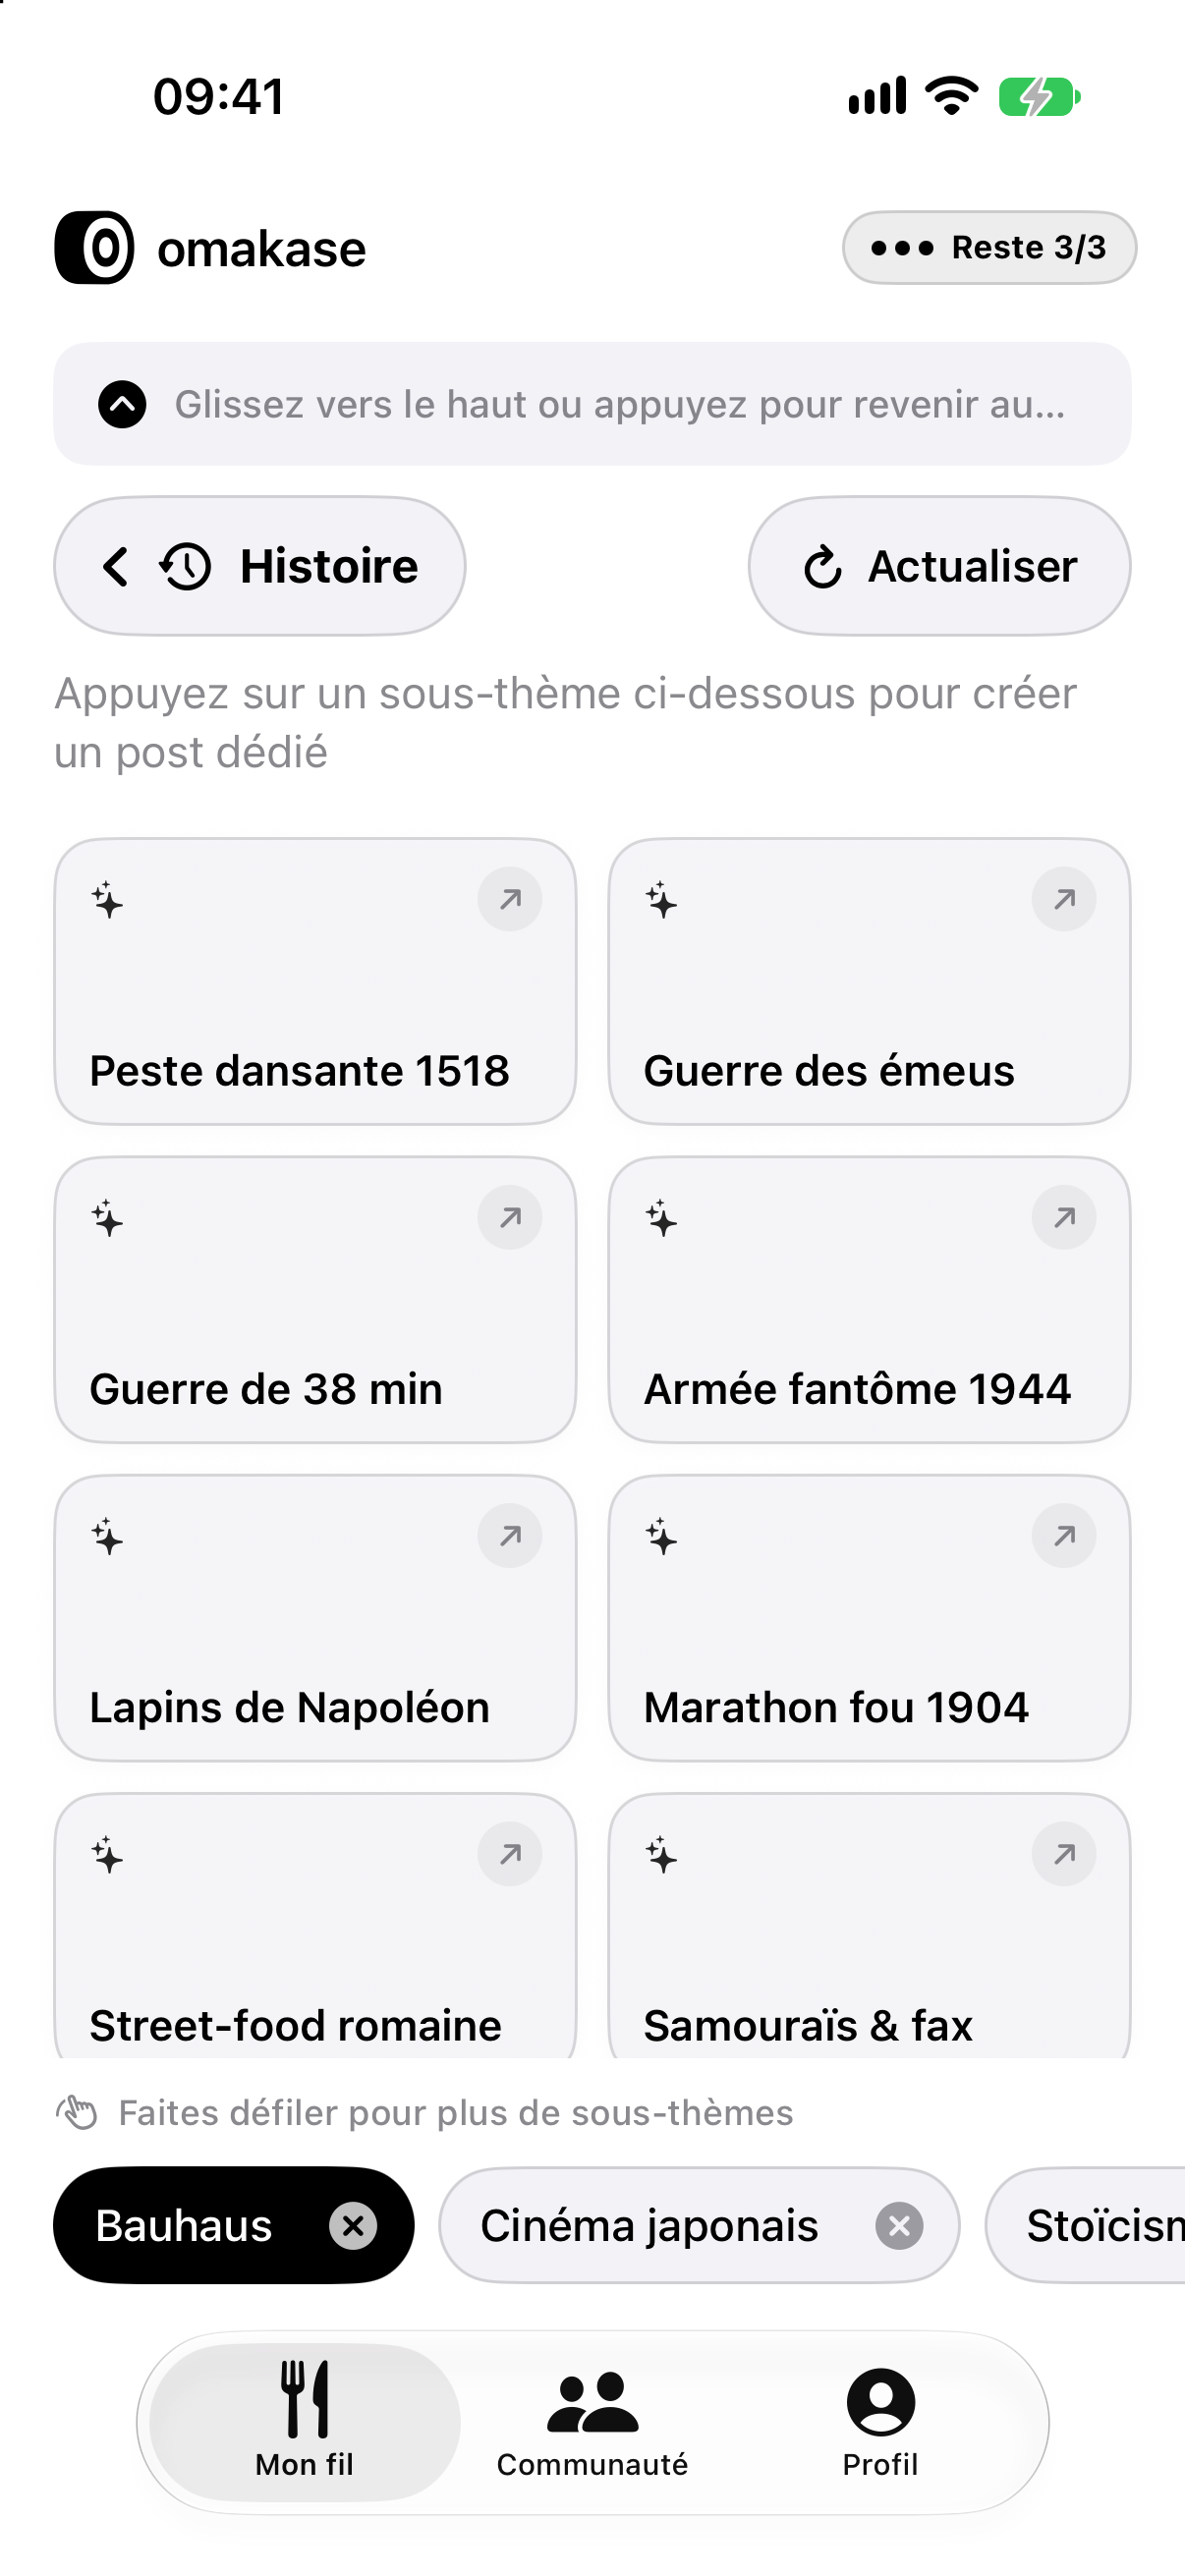 09:41
omakase
Reste 3/3
Glissez vers le haut ou appuyez pour revenir au...
Histoire
Actualiser
Appuyez sur un sous-thème ci-dessous pour créer
un post dédié
Peste dansante 1518
Guerre des émeus
Guerre de 38 min
Armée fantôme 1944
Lapins de Napoléon
Marathon fou 1904
Street-food romaine
Samouraïs & fax
Faites défiler pour plus de sous-thèmes
Bauhaus
Cinéma japonais
Stoïcism
Mon fil
Communauté
Profil